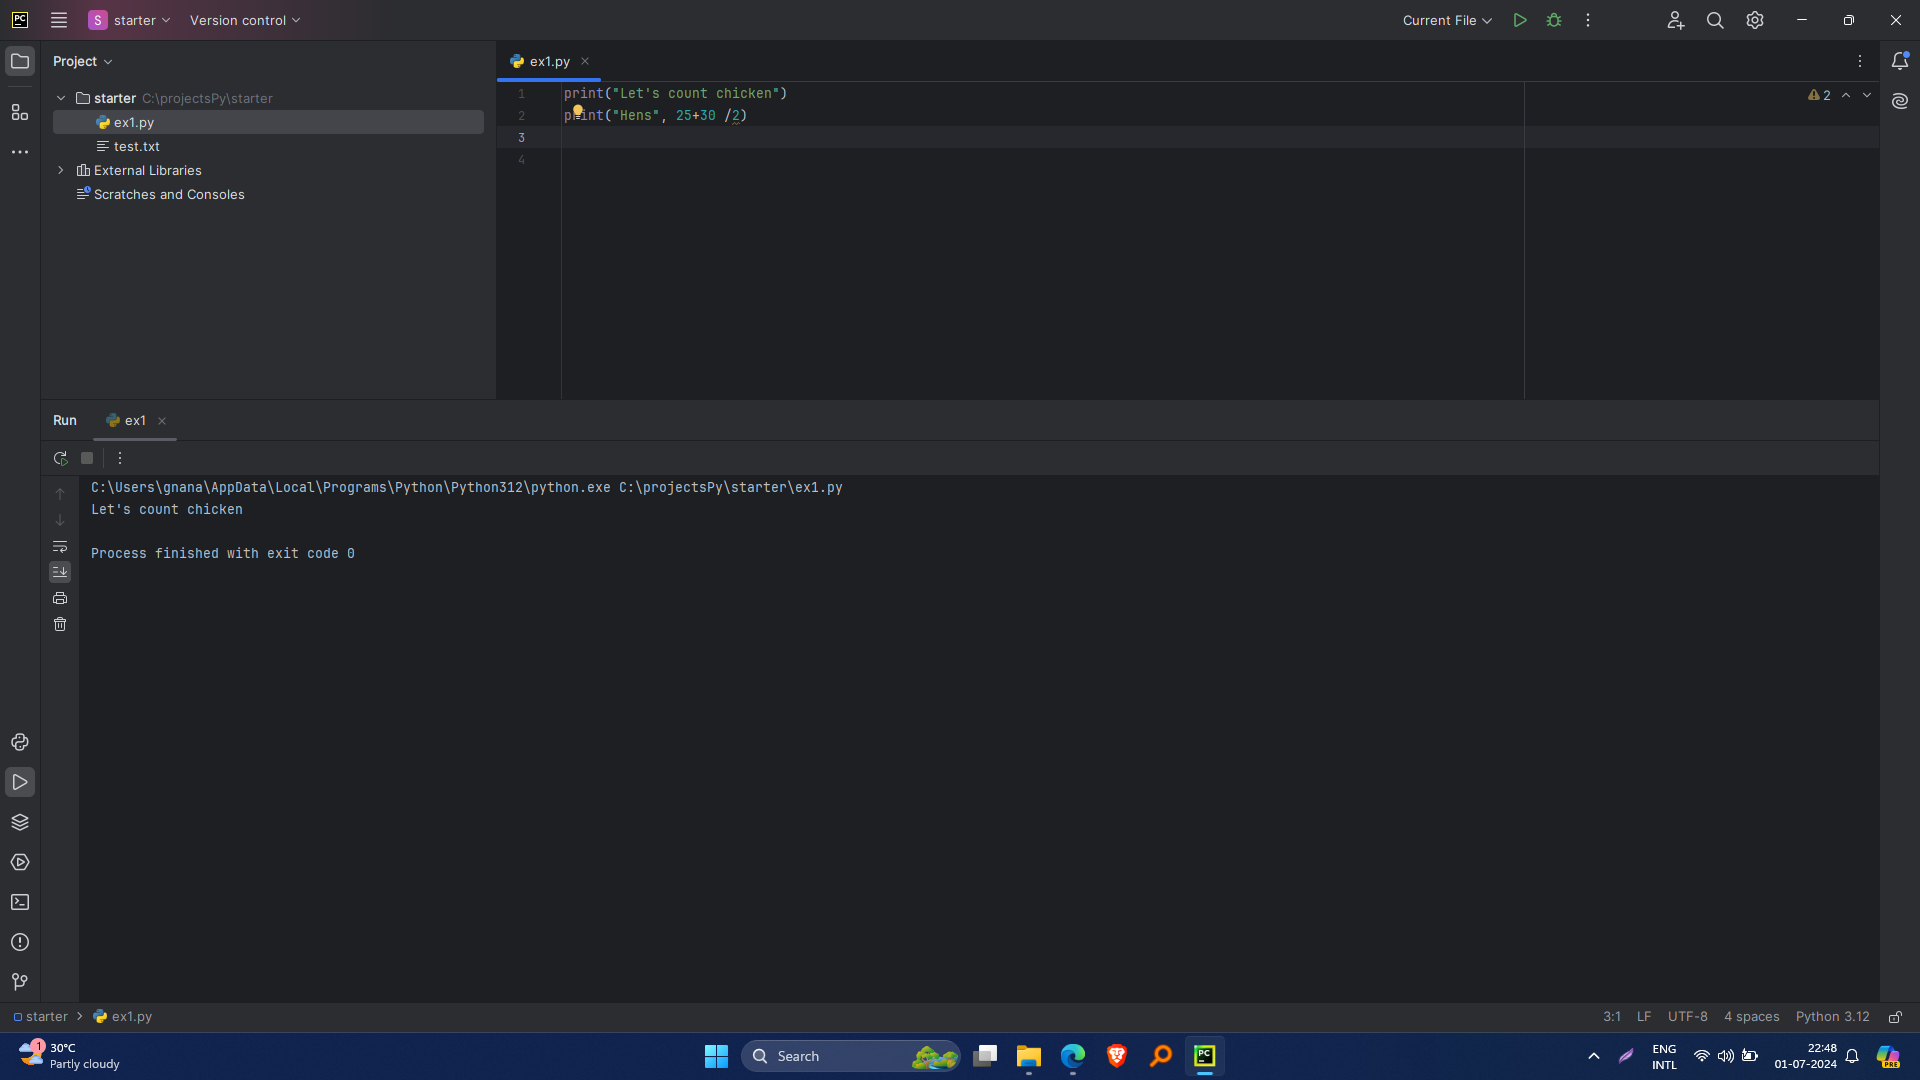 PC
S starter
Version control
Current File
Project
ex1.py
starter C:\projectsPy\starter
ex1.py
test.txt
External Libraries
Scratches and Consoles
1 print("Let's count chicken")
2 print("Hens", 25+30 /2)
3
4
2
Run
ex1
C:\Users\gnana\AppData\Local\Programs\Python\Python312\python.exe C:\projectsPy\starter\ex1.py
Let's count chicken
Process finished with exit code 0
starter > ex1.py
3:1 LF UTF-8 4 spaces Python 3.12
1
30°C
Partly cloudy
Search
PC
ENG
INTL
22:48
01-07-2024
PRE